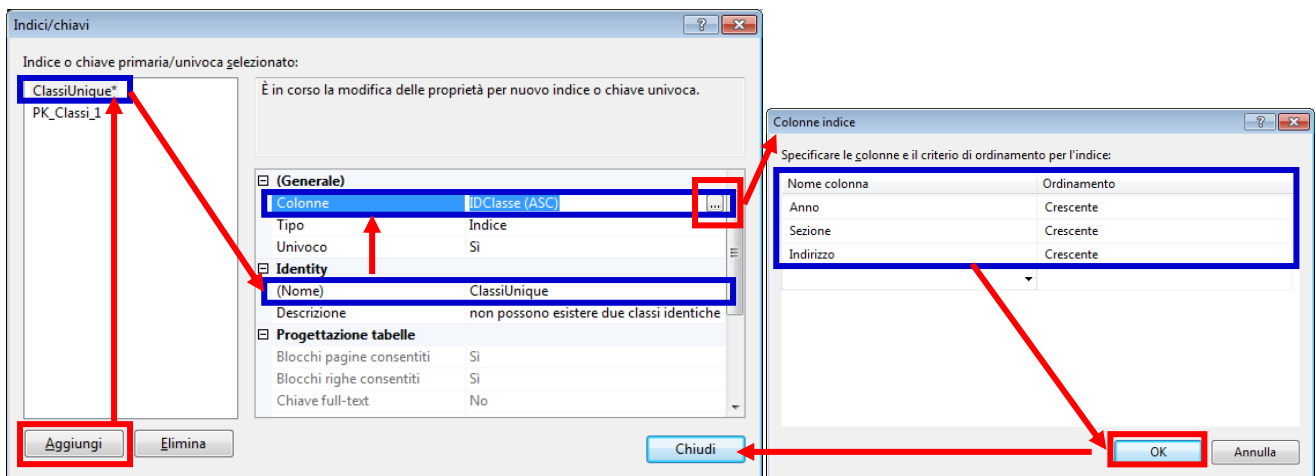 Indici/chiavi
Indice o chiave primaria/univoca selezionato:
ClassiUnique*
PK_Classi_1
È in corso la modifica delle proprietà per nuovo indice o chiave univoca.
(Generale)
Colonne IDClasse (ASC) ...
Tipo Indice
Univoco Sì
Identity
(Nome) ClassiUnique
Descrizione non possono esistere due classi identiche
Progettazione tabelle
Blocchi pagine consentiti Sì
Blocchi righe consentiti Sì
Chiave full-text No
Aggiungi Elimina
Chiudi
Colonne indice
Specificare le colonne e il criterio di ordinamento per l'indice:
Nome colonna Ordinamento
Anno Crescente
Sezione Crescente
Indirizzo Crescente
OK Annulla